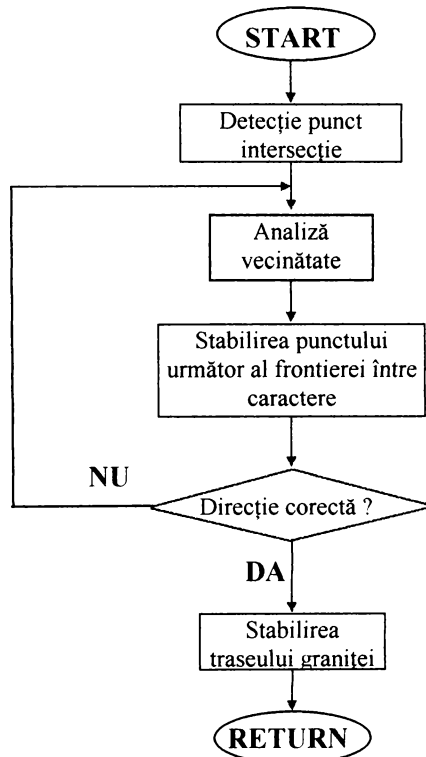 START
Detecție punct
intersecție
Analiză
vecinătate
Stabilirea punctului
următor al frontierei între
caractere
NU
Direcție corectă ?
DA
Stabilirea
traseului graniței
RETURN